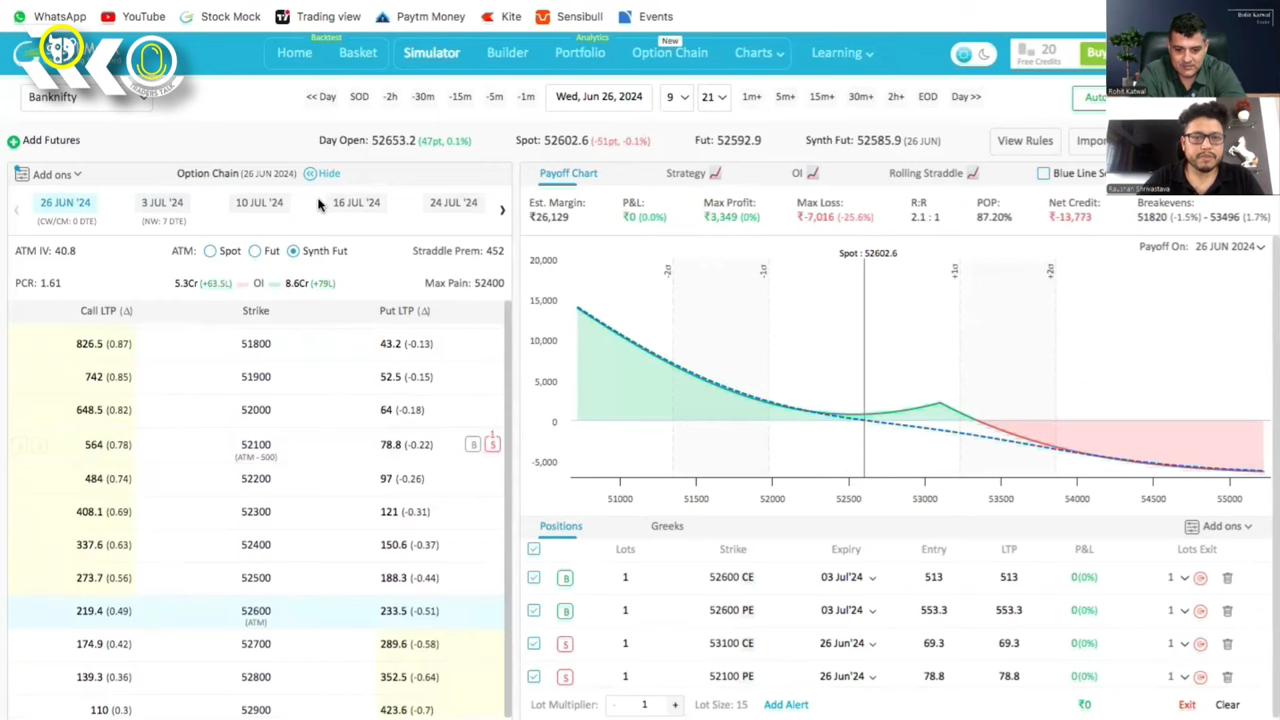 WhatsApp YouTube Stock Mock Trading view Paytm Money Kite Sensibull Events
Rohit Katwal
Backtest Analytics New
Home Basket Simulator Builder Portfolio Option Chain Charts Learning 20 Free Credits Buy
RK TRADERS TALK
Rohit Katwal
Banknifty << Day SOD -2h -30m -15m -5m -1m Wed, Jun 26, 2024 9 21 1m+ 5m+ 15m+ 30m+ 2h+ EOD Day >> Auto
Add Futures Day Open: 52653.2 (47pt, 0.1%) Spot: 52602.6 (-51pt, -0.1%) Fut: 52592.9 Synth Fut: 52585.9 (26 JUN) View Rules Impor
Raushan Shrivastava
Add ons Option Chain (26 JUN 2024) Hide
26 JUN '24 3 JUL '24 10 JUL '24 16 JUL '24 24 JUL '24
(CW/CM: 0 DTE) (NW: 7 DTE)
ATM IV: 40.8 ATM: Spot Fut Synth Fut Straddle Prem: 452
PCR: 1.61 5.3Cr (+63.5L) OI 8.6Cr (+79L) Max Pain: 52400
Call LTP (Δ) Strike Put LTP (Δ)
826.5 (0.87) 51800 43.2 (-0.13)
742 (0.85) 51900 52.5 (-0.15)
648.5 (0.82) 52000 64 (-0.18)
564 (0.78) 52100 78.8 (-0.22) B 1 S
(ATM - 500)
484 (0.74) 52200 97 (-0.26)
408.1 (0.69) 52300 121 (-0.31)
337.6 (0.63) 52400 150.6 (-0.37)
273.7 (0.56) 52500 188.3 (-0.44)
219.4 (0.49) 52600 233.5 (-0.51)
(ATM)
174.9 (0.42) 52700 289.6 (-0.58)
139.3 (0.36) 52800 352.5 (-0.64)
110 (0.3) 52900 423.6 (-0.7)
Payoff Chart Strategy OI Rolling Straddle Blue Line S
Est. Margin: P&L: Max Profit: Max Loss: R:R POP: Net Credit: Breakevens:
₹26,129 ₹0 (0.0%) ₹3,349 (0%) ₹-7,016 (-25.6%) 2.1 : 1 87.20% ₹-13,773 51820 (-1.5%) - 53496 (1.7%)
Payoff On: 26 JUN 2024
Spot : 52602.6
20,000
-2σ -1σ +1σ +2σ
15,000
10,000
5,000
0
-5,000
51000 51500 52000 52500 53000 53500 54000 54500 55000
Positions Greeks Add ons
Lots Strike Expiry Entry LTP P&L Lots Exit
B 1 52600 CE 03 Jul'24 513 513 0(0%) 1
B 1 52600 PE 03 Jul'24 553.3 553.3 0(0%) 1
S 1 53100 CE 26 Jun'24 69.3 69.3 0(0%) 1
S 1 52100 PE 26 Jun'24 78.8 78.8 0(0%) 1
Lot Multiplier: - 1 + Lot Size: 15 Add Alert ₹0 Exit Clear